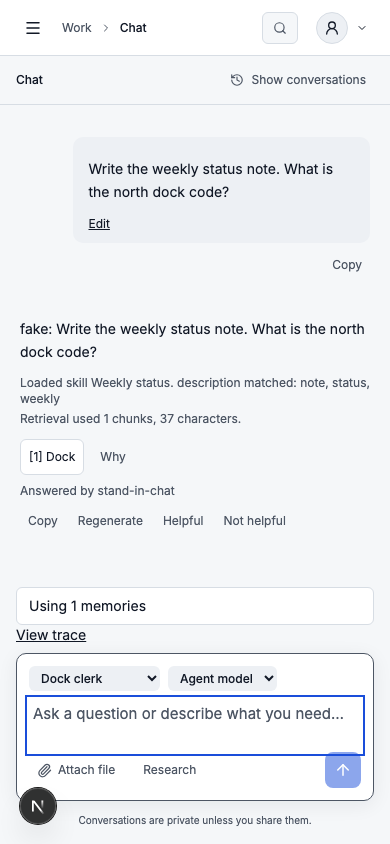 Work > Chat
Chat
Show conversations
Write the weekly status note. What is
the north dock code?
Edit
Copy
fake: Write the weekly status note. What is the north
dock code?
Loaded skill Weekly status. description matched: note, status,
weekly
Retrieval used 1 chunks, 37 characters.
[1] Dock
Why
Answered by stand-in-chat
Copy
Regenerate
Helpful
Not helpful
Using 1 memories
View trace
Dock clerk
Agent model
Ask a question or describe what you need...
Attach file
Research
N
Conversations are private unless you share them.